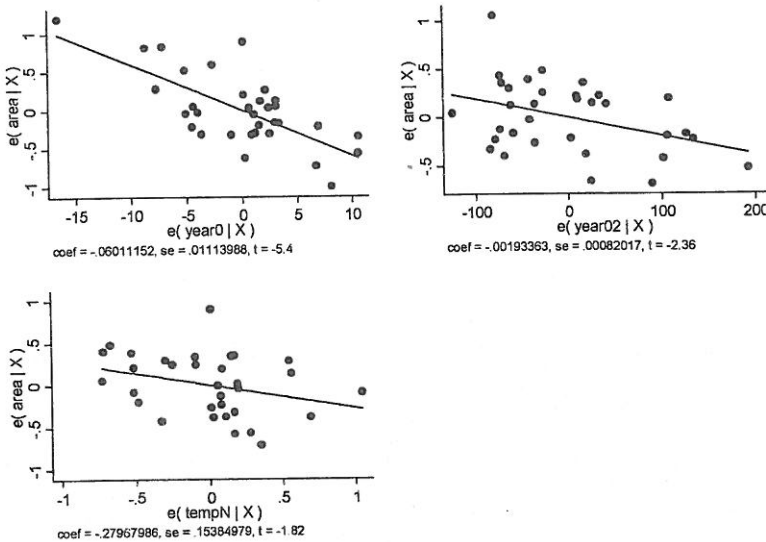 e( area | X )
-1 -.5 0 .5 1
-15 -10 -5 0 5 10
e( year0 | X )
coef = -.06011152, se = .01113988, t = -5.4
e( area | X )
-.5 0 .5 1
-100 0 100 200
e( year02 | X )
coef = -.00193363, se = .00082017, t = -2.36
e( area | X )
-1 -.5 0 .5 1
-1 -.5 0 .5 1
e( tempN | X )
coef = -.27967986, se = .15384979, t = -1.82